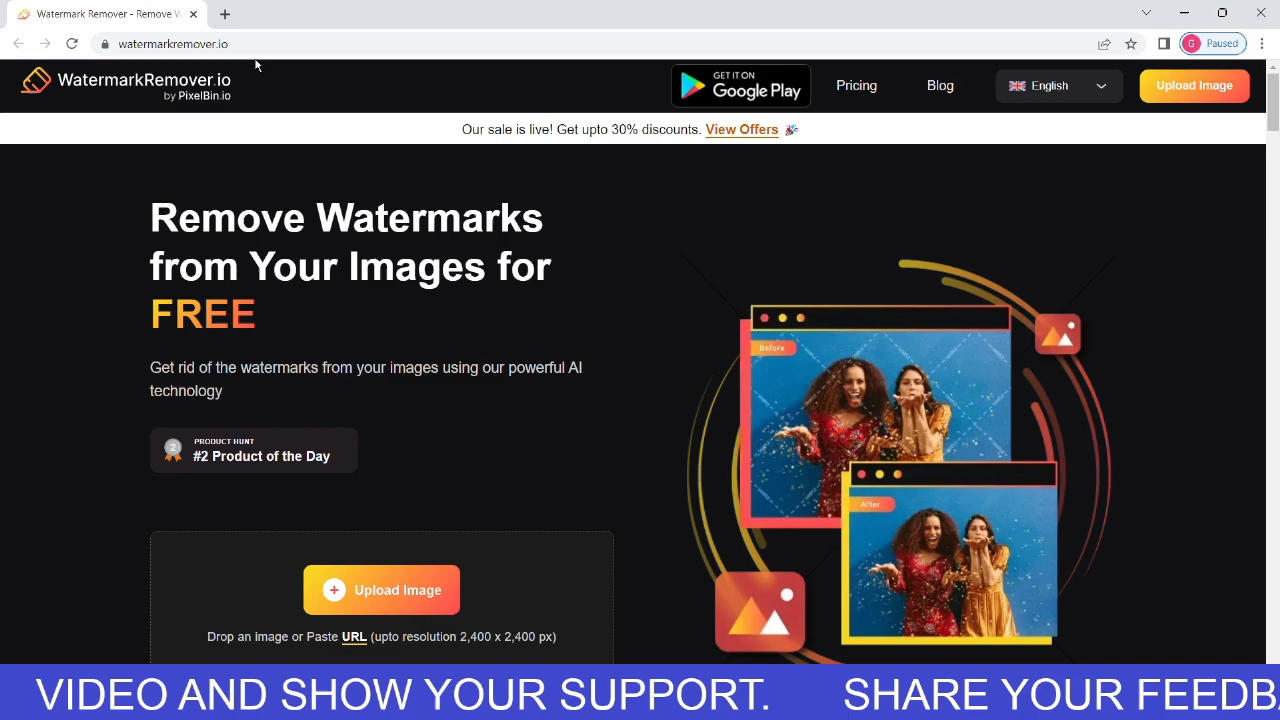 Watermark Remover - Remove W
watermarkremover.io
G Paused
WatermarkRemover.io
by PixelBin.io
GET IT ON
Google Play
Pricing
Blog
English
Upload Image
Our sale is live! Get upto 30% discounts. View Offers
Remove Watermarks
from Your Images for
FREE
Get rid of the watermarks from your images using our powerful AI
technology
2
PRODUCT HUNT
#2 Product of the Day
Before
After
Upload Image
Drop an image or Paste URL (upto resolution 2,400 x 2,400 px)
VIDEO AND SHOW YOUR SUPPORT. SHARE YOUR FEEDBA